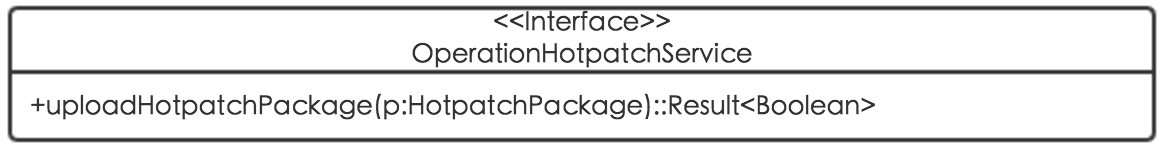 <<Interface>>
OperationHotpatchService
+uploadHotpatchPackage(p:HotpatchPackage)::Result<Boolean>